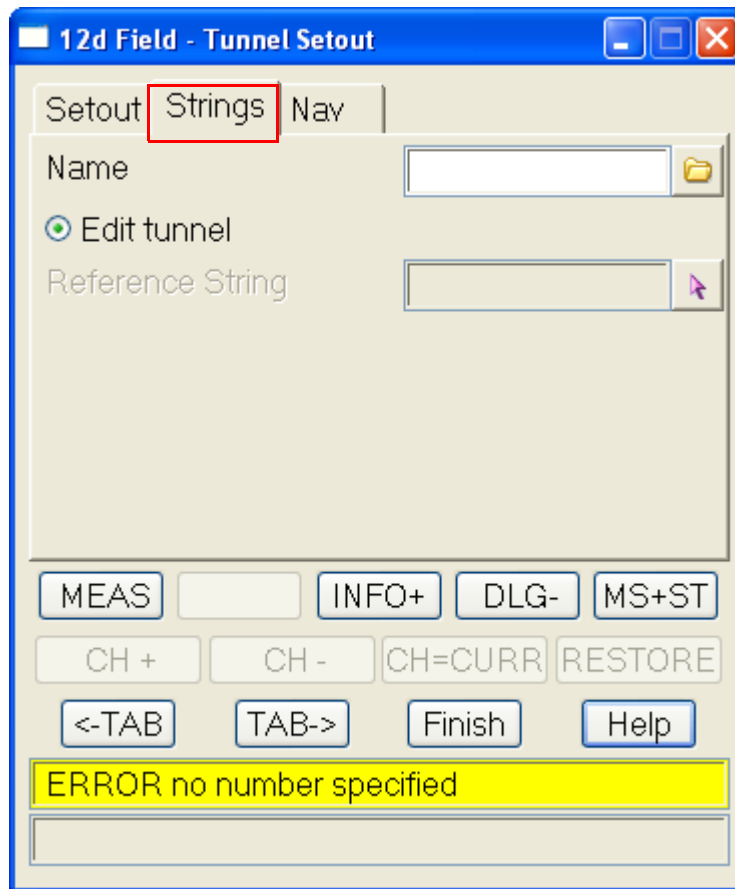 12d Field - Tunnel Setout
Setout Strings Nav
Name
Edit tunnel
Reference String
MEAS INFO+ DLG- MS+ST
CH + CH - CH=CURR RESTORE
<-TAB TAB-> Finish Help
ERROR no number specified